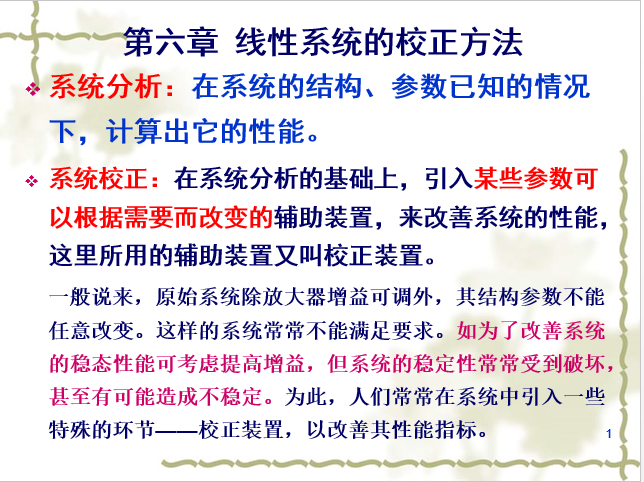 第六章 线性系统的校正方法
系统分析：在系统的结构、参数已知的情况
下，计算出它的性能。
系统校正：在系统分析的基础上，引入某些参数可
以根据需要而改变的辅助装置，来改善系统的性能，
这里所用的辅助装置又叫校正装置。
一般说来，原始系统除放大器增益可调外，其结构参数不能
任意改变。这样的系统常常不能满足要求。如为了改善系统
的稳态性能可考虑提高增益，但系统的稳定性常常受到破坏，
甚至有可能造成不稳定。为此，人们常常在系统中引入一些
特殊的环节——校正装置，以改善其性能指标。
1